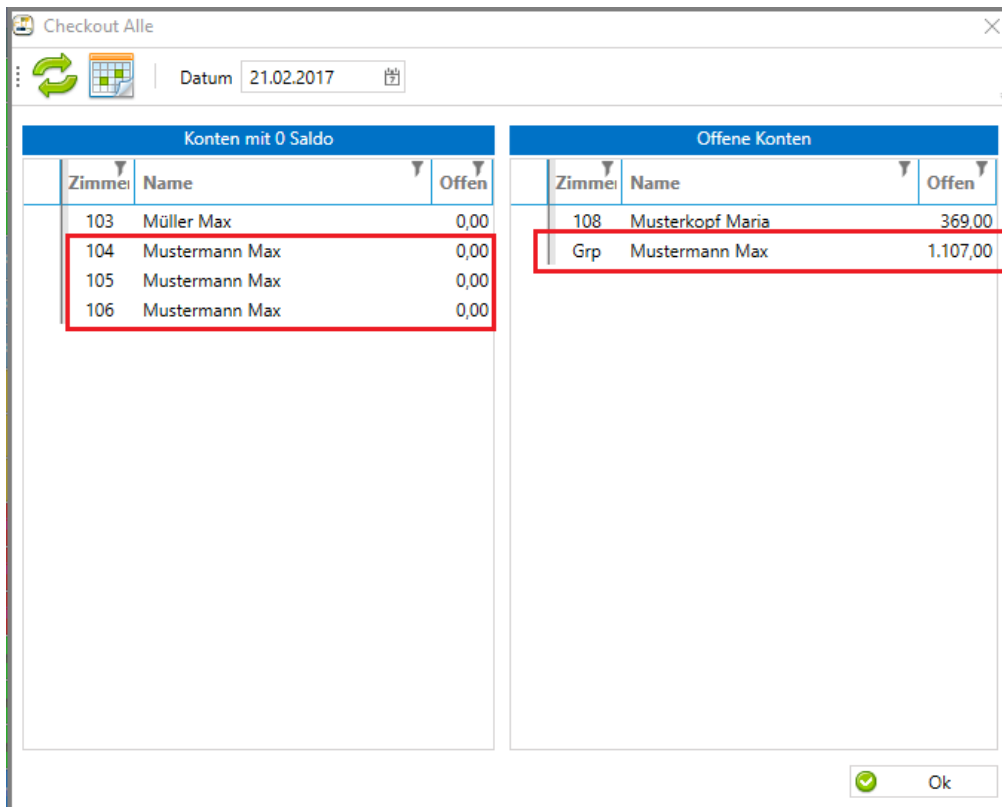 Checkout Alle
Datum 21.02.2017
Konten mit 0 Saldo
Zimmer Name Offen
103 Müller Max 0,00
104 Mustermann Max 0,00
105 Mustermann Max 0,00
106 Mustermann Max 0,00
Offene Konten
Zimmer Name Offen
108 Musterkopf Maria 369,00
Grp Mustermann Max 1.107,00
Ok